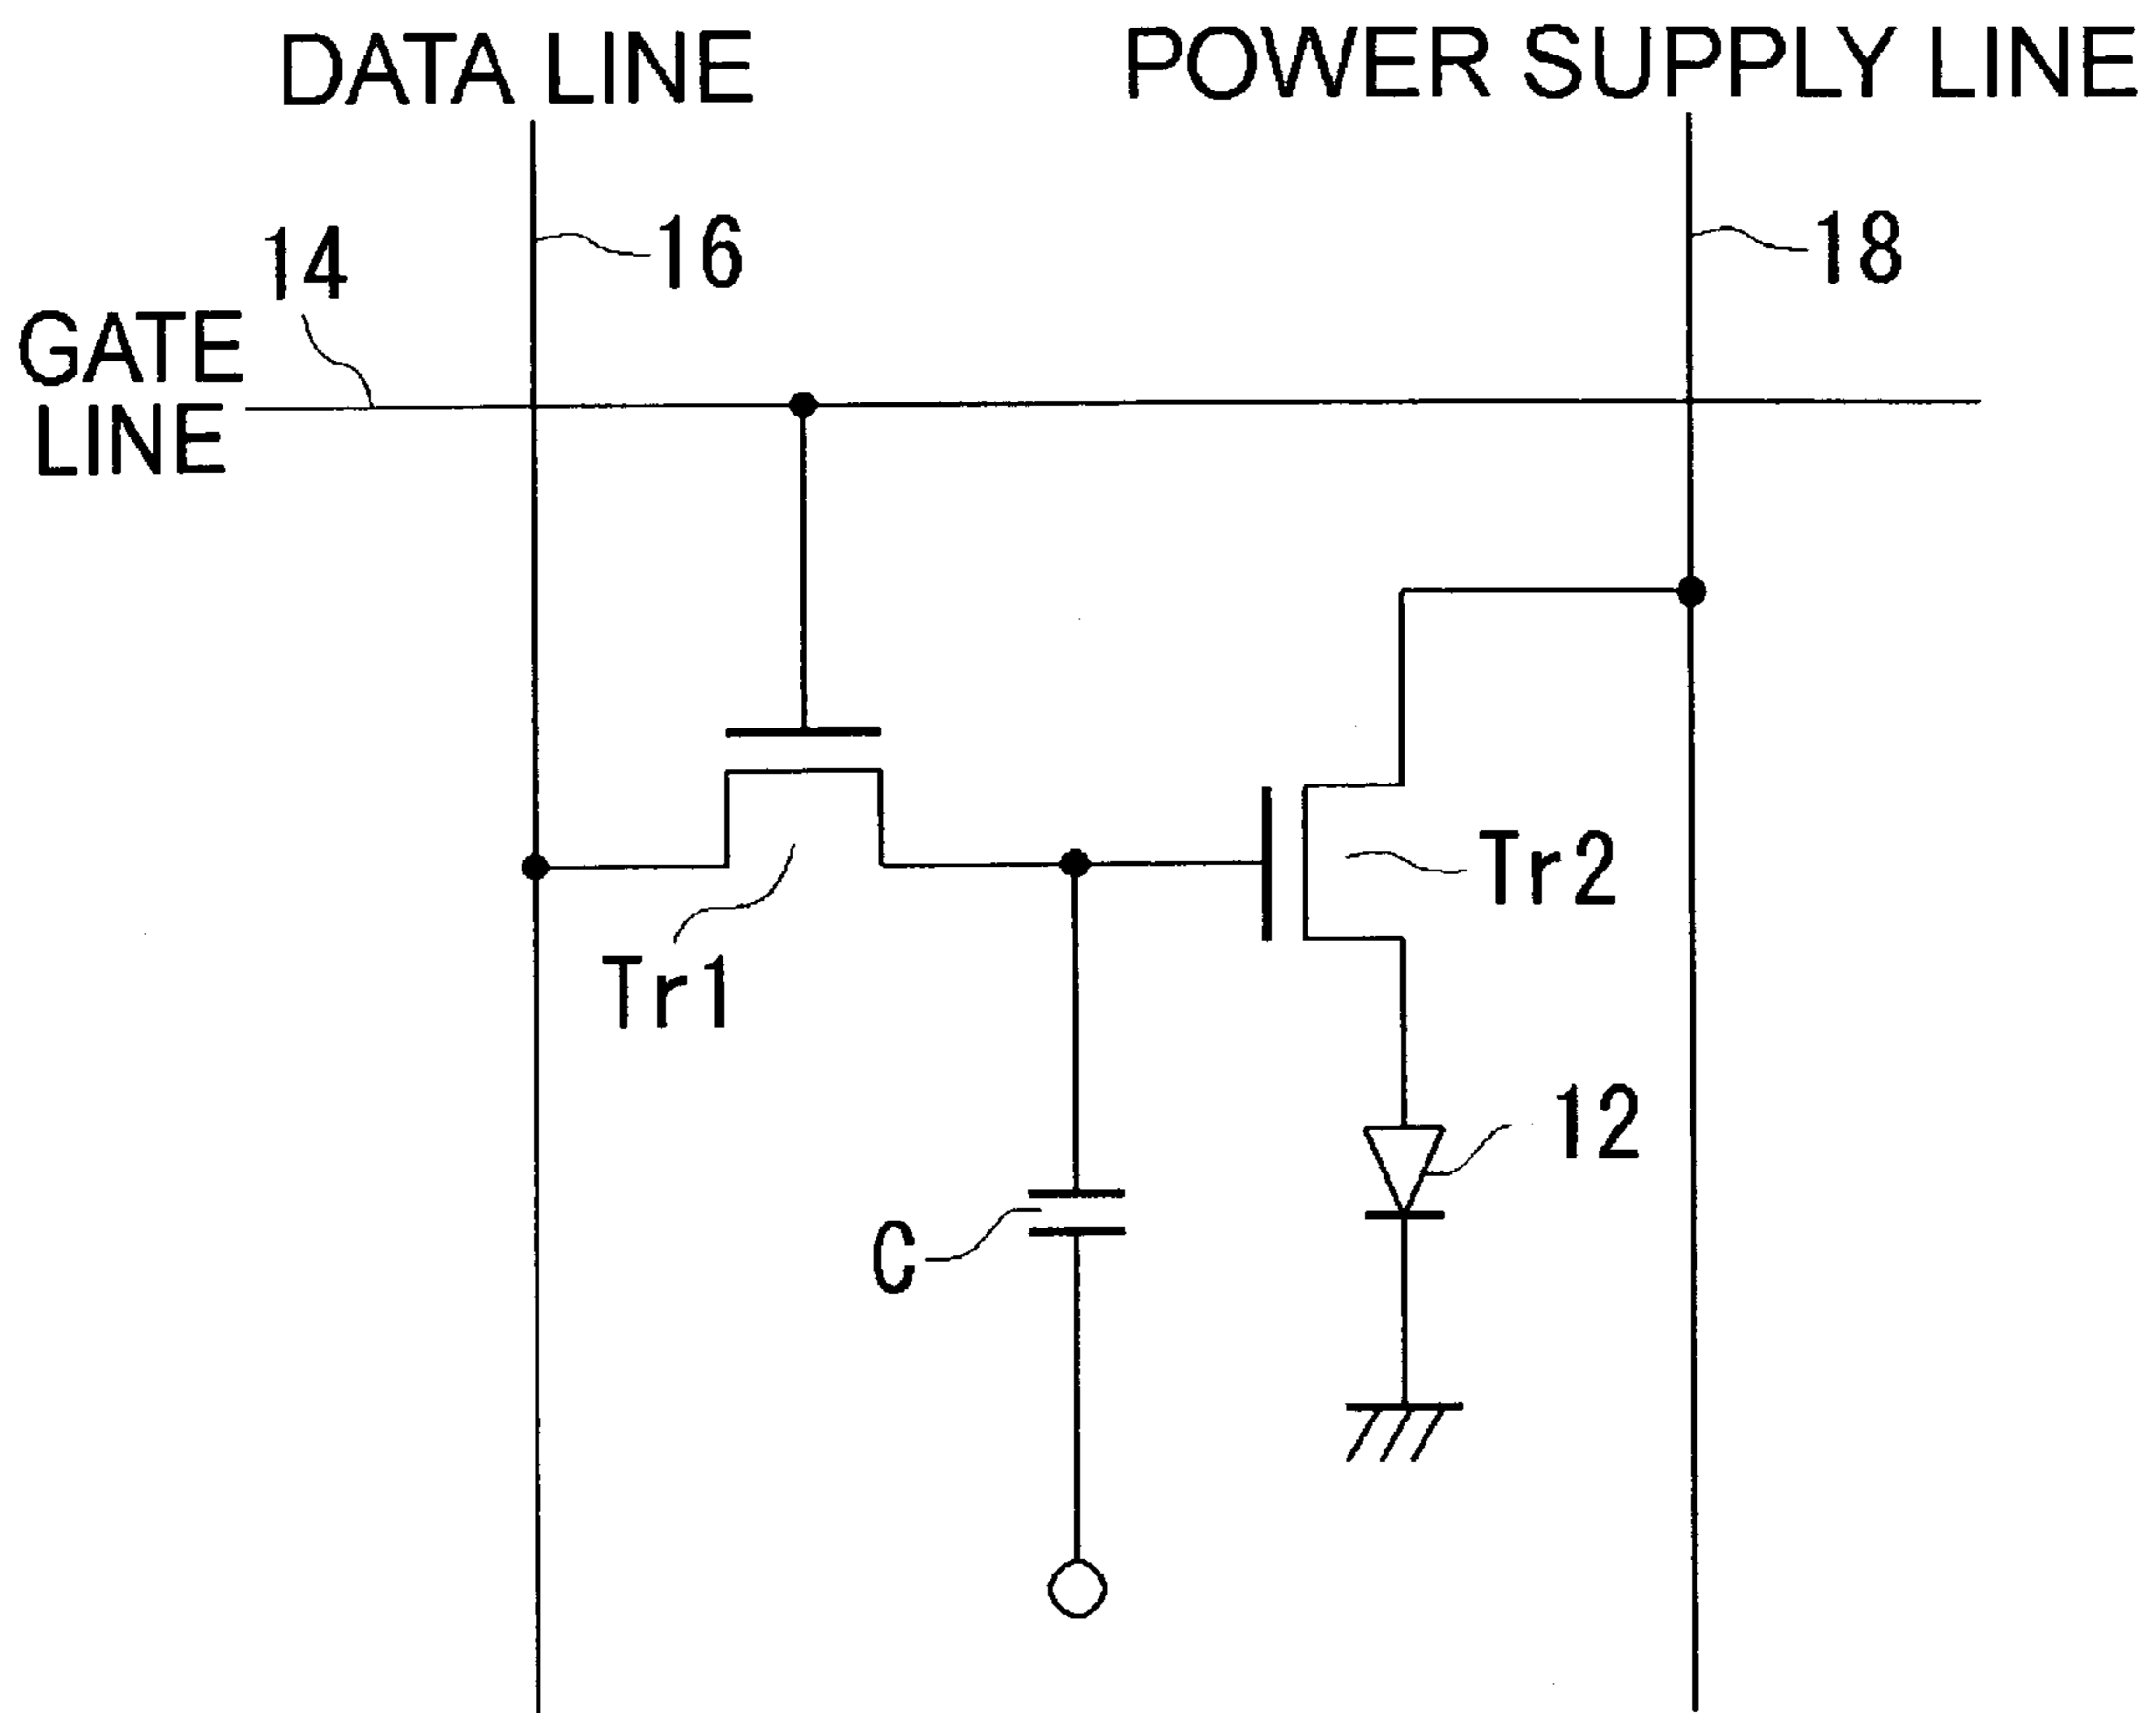 DATA LINE
POWER SUPPLY LINE
14
16
18
GATE
LINE
Tr1
Tr2
12
C